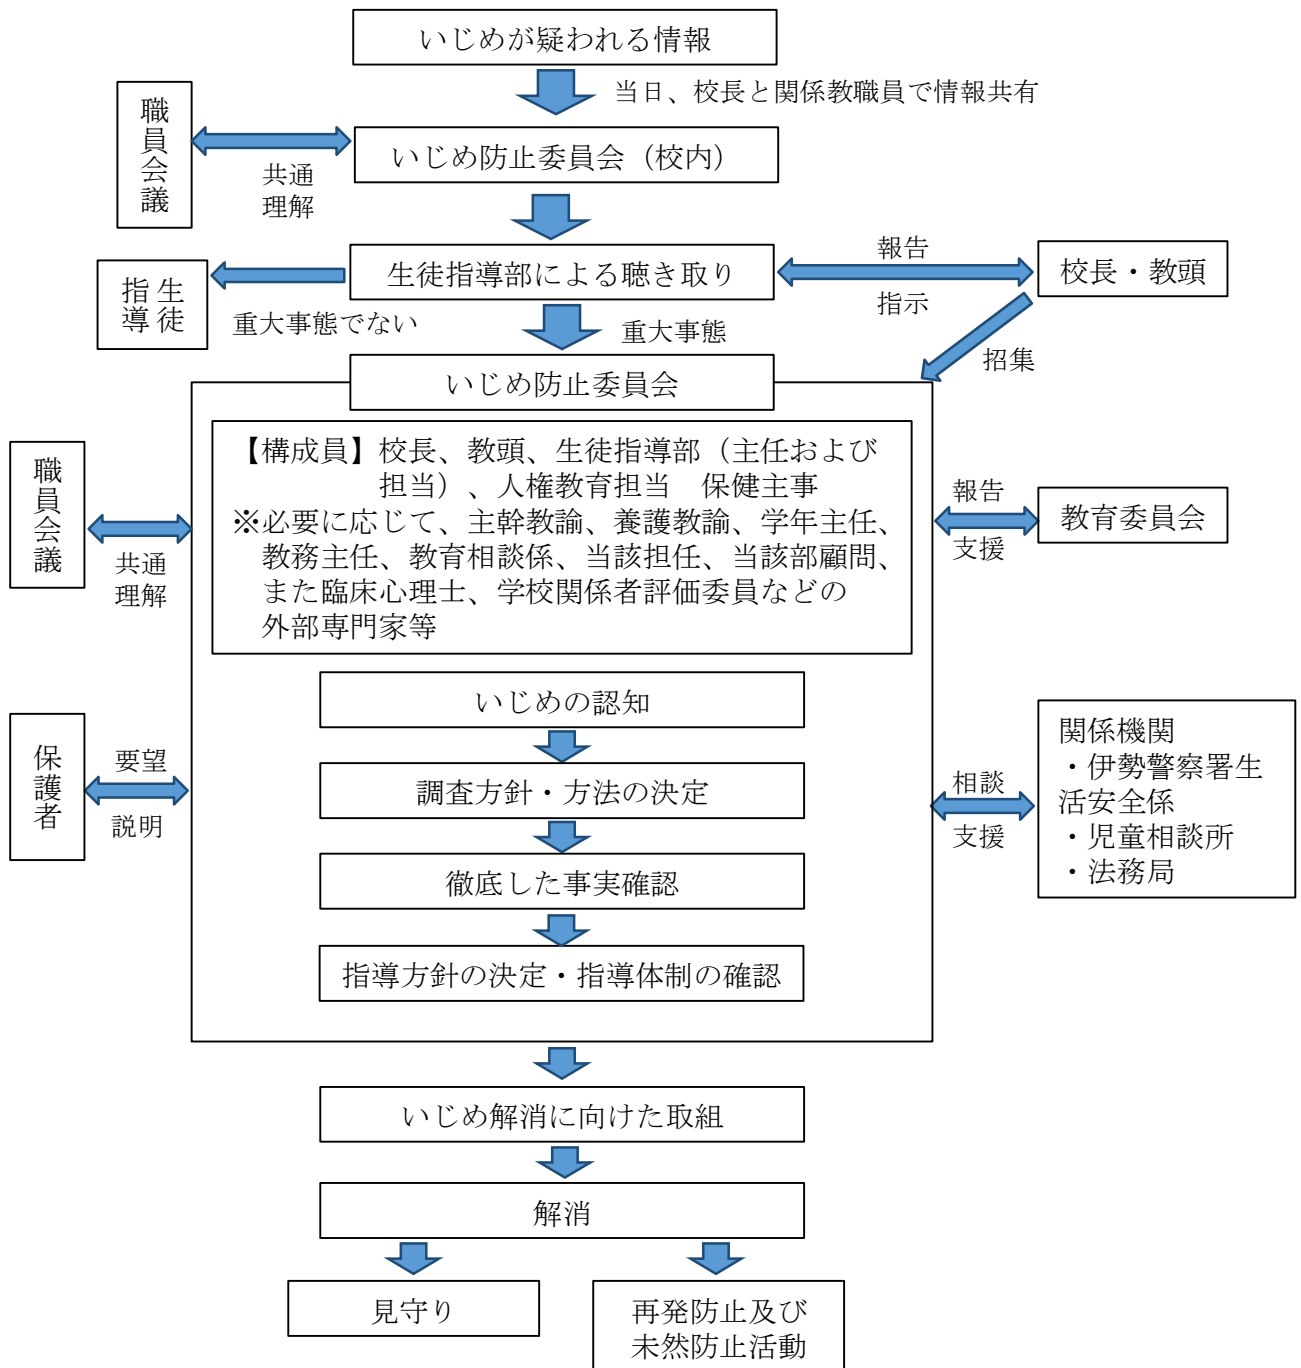 いじめが疑われる情報
当日、校長と関係教職員で情報共有
職員会議
共通
理解
いじめ防止委員会（校内）
生徒指導部による聴き取り
報告
指示
校長・教頭
生徒
指導
重大事態でない
重大事態
招集
いじめ防止委員会
【構成員】校長、教頭、生徒指導部（主任および
担当）、人権教育担当　保健主事
※必要に応じて、主幹教諭、養護教諭、学年主任、
教務主任、教育相談係、当該担任、当該部顧問、
また臨床心理士、学校関係者評価委員などの
外部専門家等
職員会議
共通
理解
報告
支援
教育委員会
いじめの認知
調査方針・方法の決定
徹底した事実確認
指導方針の決定・指導体制の確認
保護者
要望
説明
相談
支援
関係機関
・伊勢警察署生
活安全係
・児童相談所
・法務局
いじめ解消に向けた取組
解消
見守り
再発防止及び
未然防止活動